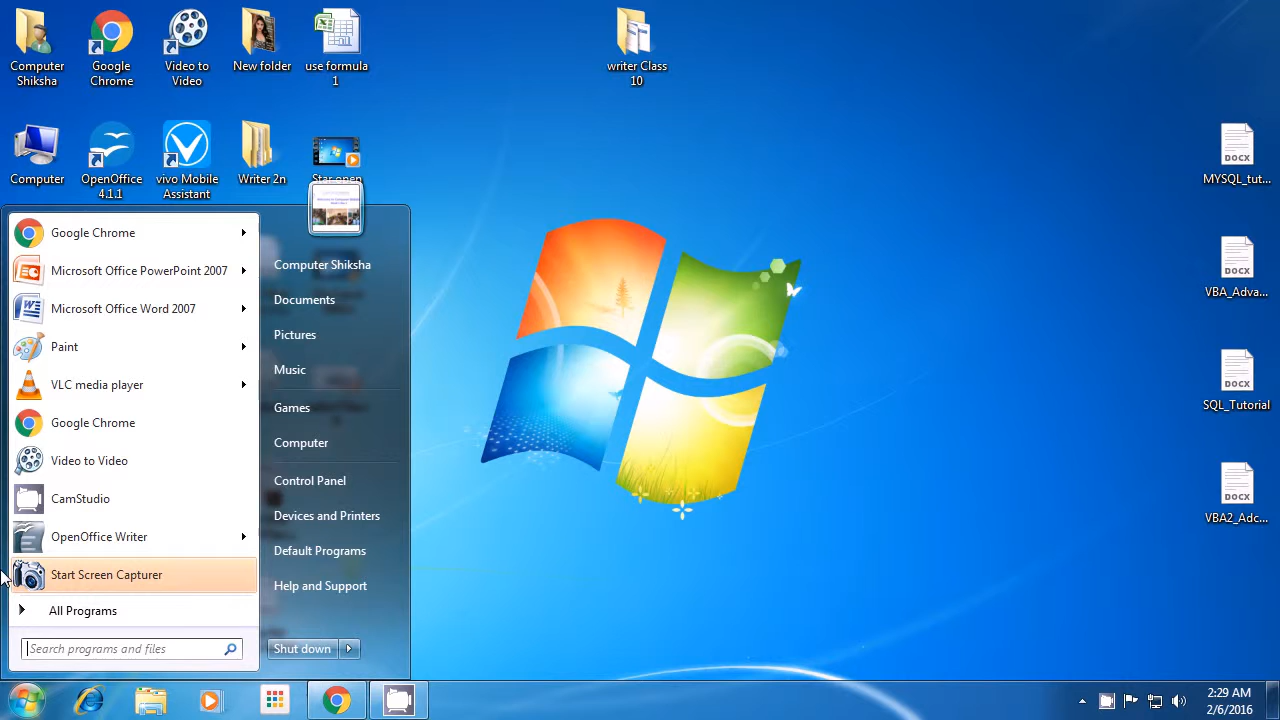 Computer
Shiksha
Google
Chrome
Video to
Video
New folder
use formula
1
writer Class
10
Computer
OpenOffice
4.1.1
vivo Mobile
Assistant
Writer 2n
Star open
MYSQL_tut...
VBA_Adva...
SQL_Tutorial
VBA2_Adc...
DOCX
DOCX
DOCX
DOCX
Google Chrome
Microsoft Office PowerPoint 2007
Microsoft Office Word 2007
Paint
VLC media player
Google Chrome
Video to Video
CamStudio
OpenOffice Writer
Start Screen Capturer
All Programs
Search programs and files
Computer Shiksha
Documents
Pictures
Music
Games
Computer
Control Panel
Devices and Printers
Default Programs
Help and Support
Shut down
2:29 AM
2/6/2016